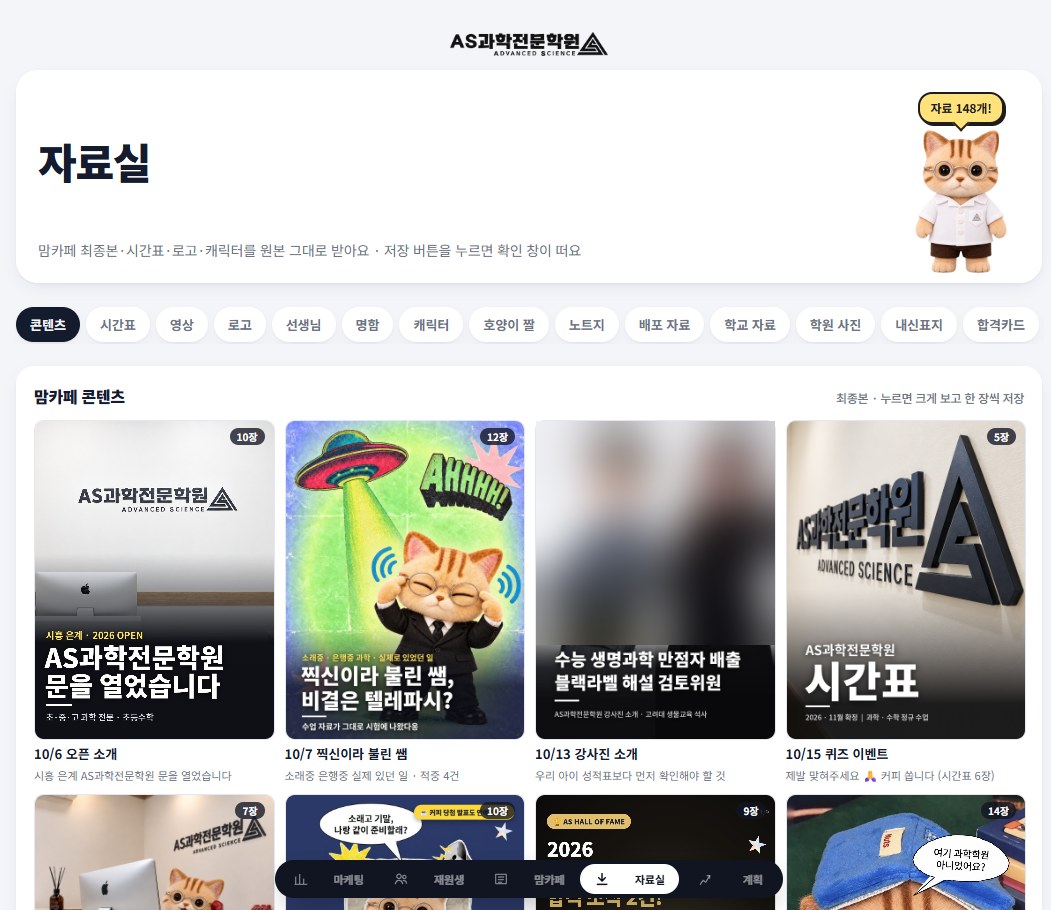 AS과학전문학원
ADVANCED SCIENCE
자료 148개!
자료실
맘카페 최종본·시간표·로고·캐릭터를 원본 그대로 받아요 · 저장 버튼을 누르면 확인 창이 떠요
콘텐츠
시간표
영상
로고
선생님
명함
캐릭터
호양이 짤
노트지
배포 자료
학교 자료
학원 사진
내신표지
합격카드
맘카페 콘텐츠
최종본 · 누르면 크게 보고 한 장씩 저장
10장
AS과학전문학원
ADVANCED SCIENCE
시흥 은계 · 2026 OPEN
AS과학전문학원
문을 열었습니다
초·중·고 과학 전문 · 초등수학
10/6 오픈 소개
시흥 은계 AS과학전문학원 문을 열었습니다
12장
AHHHH!
소래중 · 은행중 과학 · 실제로 있었던 일
찍신이라 불린 쌤,
비결은 텔레파시?
수업 자료가 그대로 시험에 나왔다옹
10/7 찍신이라 불린 쌤
소래중 은행중 실제 있던 일 · 적중 4건
수능 생명과학 만점자 배출
블랙라벨 해설 검토위원
AS과학전문학원 강사진 소개 · 고려대 생물교육 석사
10/13 강사진 소개
우리 아이 성적표보다 먼저 확인해야 할 것
5장
AS과학전문학원
ADVANCED SCIENCE
AS과학전문학원
시간표
2026 · 11월 확정 | 과학 · 수학 정규 수업
10/15 퀴즈 이벤트
제발 맞혀주세요 🙏 커피 쏩니다 (시간표 6장)
7장
AS과학전문학원
ADVANCED SCIENCE
10장
커피 당첨 발표도
소래고 기말,
나랑 같이 준비할래?
9장
AS HALL OF FAME
2026
14장
여기 과학학원
아니었어요?
마케팅
재원생
맘카페
자료실
계획